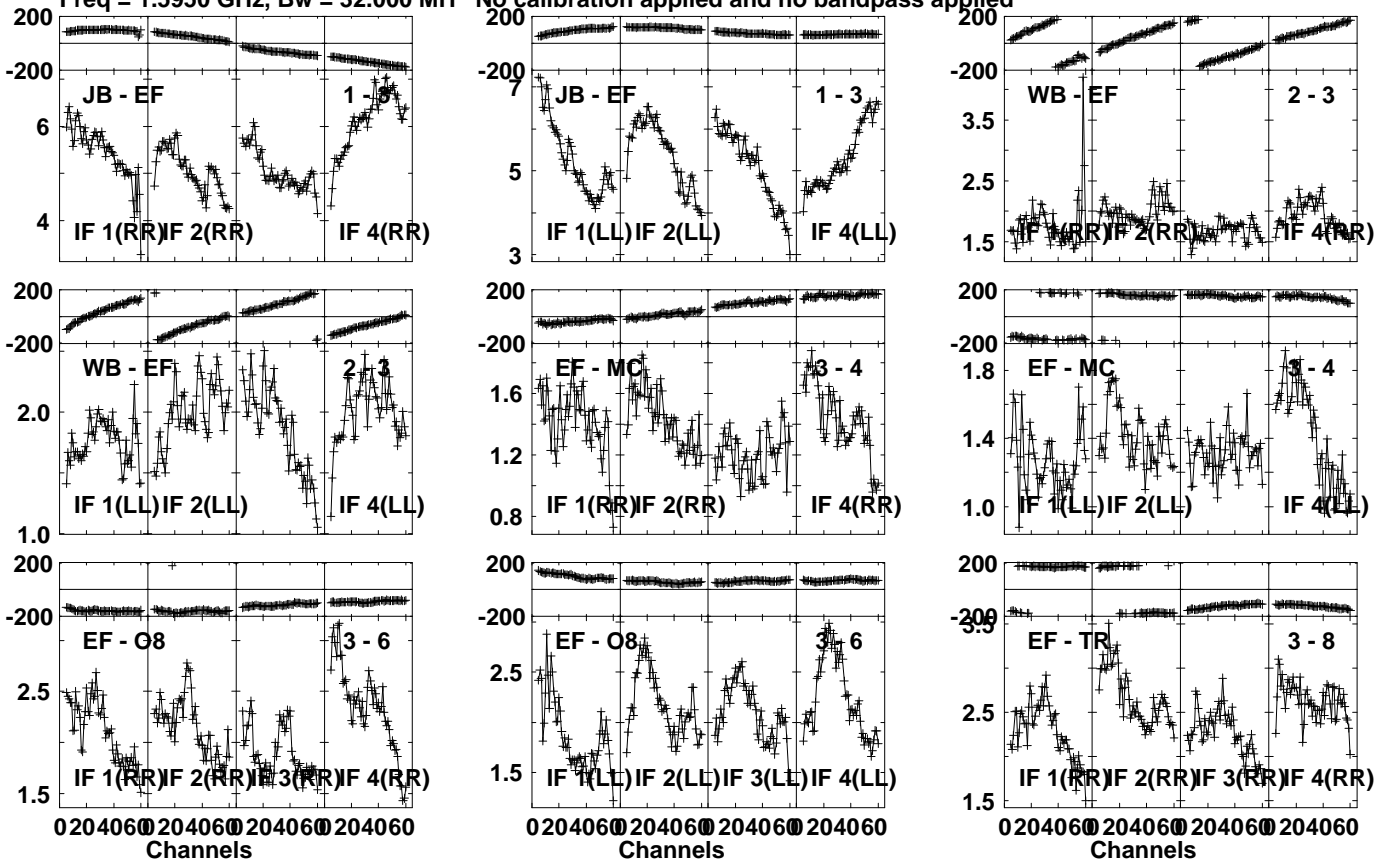 Freq = 1.5950 GHz, Bw = 32.000 MH No calibration applied and no bandpass applied
200
-200
JB - EF 1 - 3
6
4
IF 1(RR) IF 2(RR) IF 4(RR)
200
-200
7
JB - EF 1 - 3
5
3
IF 1(LL) IF 2(LL) IF 4(LL)
200
-200
WB - EF 2 - 3
3.5
2.5
1.5
IF 1(RR) IF 2(RR) IF 4(RR)
200
-200
WB - EF 2 - 3
2.0
1.0
IF 1(LL) IF 2(LL) IF 4(LL)
200
-200
EF - MC 3 - 4
1.6
1.2
0.8
IF 1(RR) IF 2(RR) IF 4(RR)
200
-200
EF - MC 3 - 4
1.8
1.4
1.0
IF 1(LL) IF 2(LL) IF 4(LL)
200
-200
EF - O8 3 - 6
2.5
1.5
IF 1(RR) IF 2(RR) IF 3(RR) IF 4(RR)
0 20 40 60 0 20 40 60 0 20 40 60 0 20 40 60
Channels
200
-200
EF - O8 3 - 6
2.5
1.5
IF 1(LL) IF 2(LL) IF 3(LL) IF 4(LL)
0 20 40 60 0 20 40 60 0 20 40 60 0 20 40 60
Channels
200
-200
3.5
EF - TR 3 - 8
2.5
1.5
IF 1(RR) IF 2(RR) IF 3(RR) IF 4(RR)
0 20 40 60 0 20 40 60 0 20 40 60 0 20 40 60
Channels